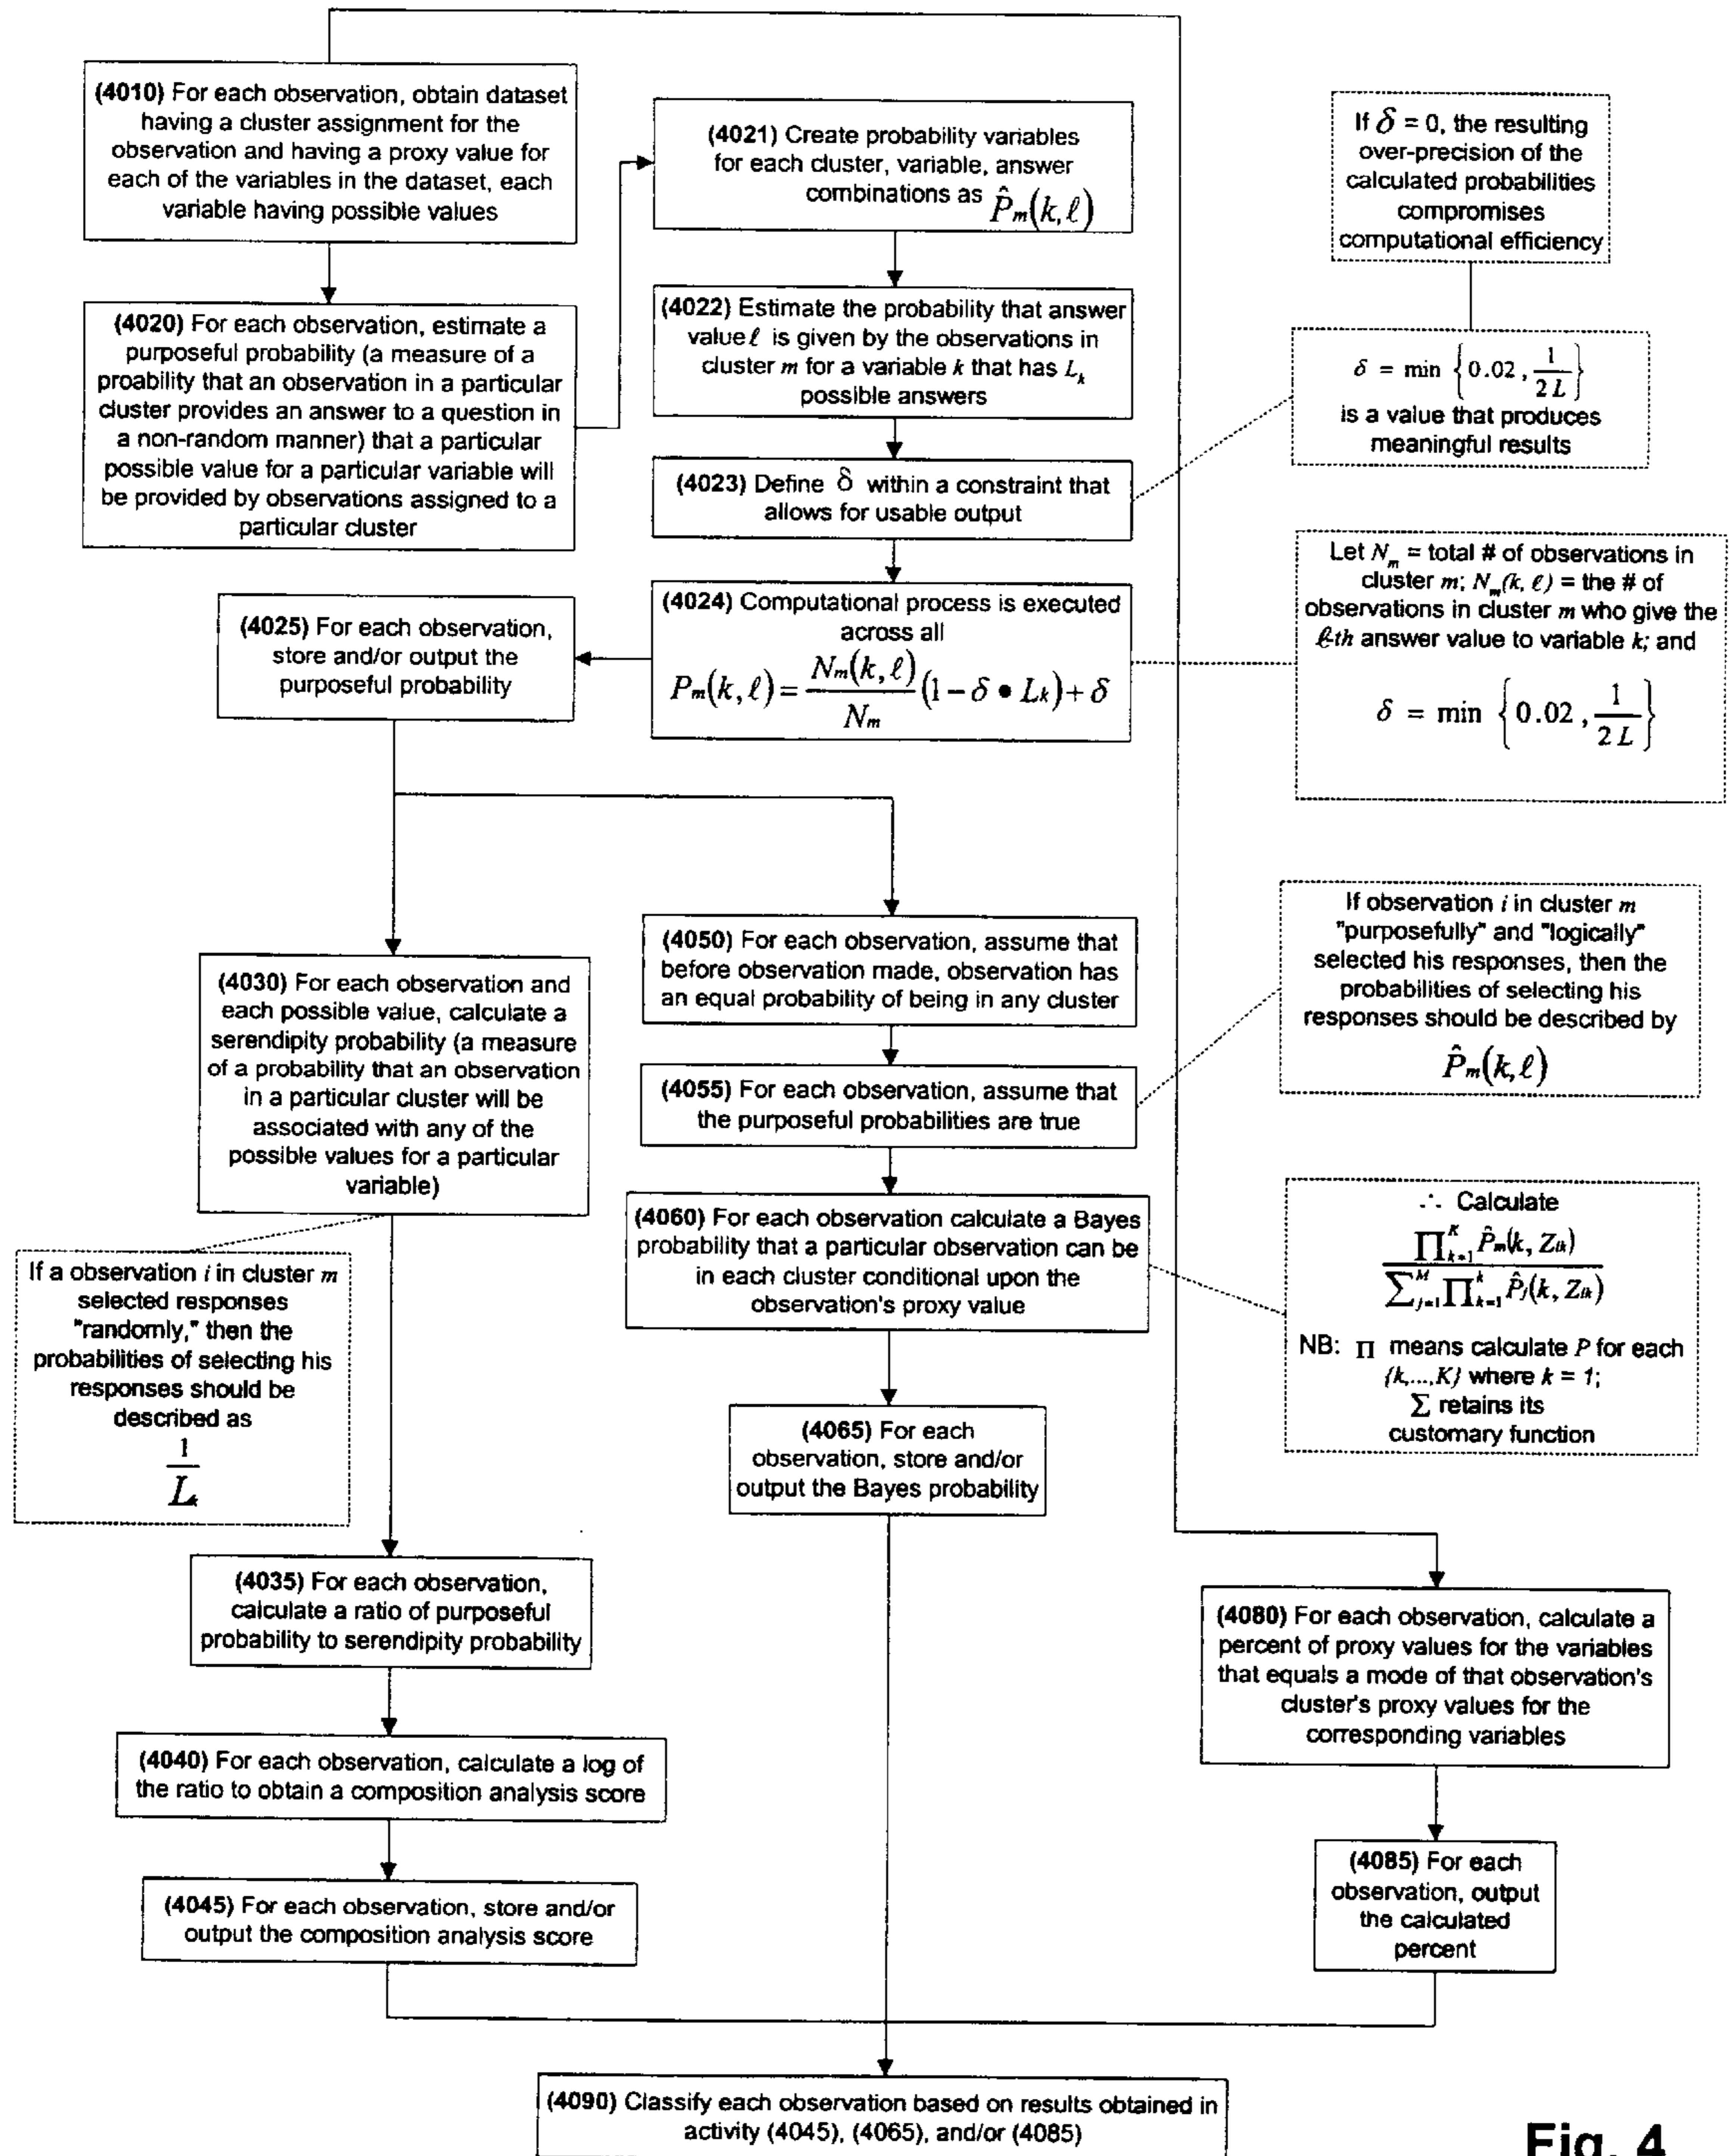 (4010) For each observation, obtain dataset
having a cluster assignment for the
observation and having a proxy value for
each of the variables in the dataset, each
variable having possible values
(4020) For each observation, estimate a
purposeful probability (a measure of a
proability that an observation in a particular
cluster provides an answer to a question in
a non-random manner) that a particular
possible value for a particular variable will
be provided by observations assigned to a
particular cluster
(4021) Create probability variables
for each cluster, variable, answer
combinations as P̂m(k,ℓ)
(4022) Estimate the probability that answer
value ℓ is given by the observations in
cluster m for a variable k that has Lk
possible answers
(4023) Define δ within a constraint that
allows for usable output
If δ = 0, the resulting
over-precision of the
calculated probabilities
compromises
computational efficiency
δ = min {0.02, 1/2L}
is a value that produces
meaningful results
(4024) Computational process is executed
across all
Pm(k,ℓ) = Nm(k,ℓ)/Nm (1 − δ • Lk) + δ
Let Nm = total # of observations in
cluster m; Nm(k, ℓ) = the # of
observations in cluster m who give the
ℓ-th answer value to variable k; and
δ = min {0.02, 1/2L}
(4025) For each observation,
store and/or output the
purposeful probability
(4030) For each observation and
each possible value, calculate a
serendipity probability (a measure
of a probability that an observation
in a particular cluster will be
associated with any of the
possible values for a particular
variable)
If a observation i in cluster m
selected responses
"randomly," then the
probabilities of selecting his
responses should be
described as
1/Lk
(4035) For each observation,
calculate a ratio of purposeful
probability to serendipity probability
(4040) For each observation, calculate a log of
the ratio to obtain a composition analysis score
(4045) For each observation, store and/or
output the composition analysis score
(4050) For each observation, assume that
before observation made, observation has
an equal probability of being in any cluster
(4055) For each observation, assume that
the purposeful probabilities are true
If observation i in cluster m
"purposefully" and "logically"
selected his responses, then the
probabilities of selecting his
responses should be described by
P̂m(k,ℓ)
(4060) For each observation calculate a Bayes
probability that a particular observation can be
in each cluster conditional upon the
observation's proxy value
∴ Calculate
∏ᴷk=1 P̂m(k, Zik)
∑ᴹj=1 ∏ᵏk=1 P̂j(k, Zik)
NB: Π means calculate P for each
{k,...,K} where k = 1;
Σ retains its
customary function
(4065) For each
observation, store and/or
output the Bayes probability
(4080) For each observation, calculate a
percent of proxy values for the variables
that equals a mode of that observation's
cluster's proxy values for the
corresponding variables
(4085) For each
observation, output
the calculated
percent
(4090) Classify each observation based on results obtained in
activity (4045), (4065), and/or (4085)
Fig. 4